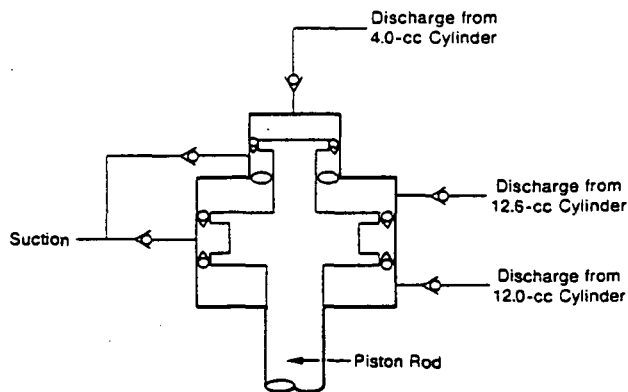 Discharge from
4.0-cc Cylinder
Discharge from
12.6-cc Cylinder
Suction
Discharge from
12.0-cc Cylinder
Piston Rod